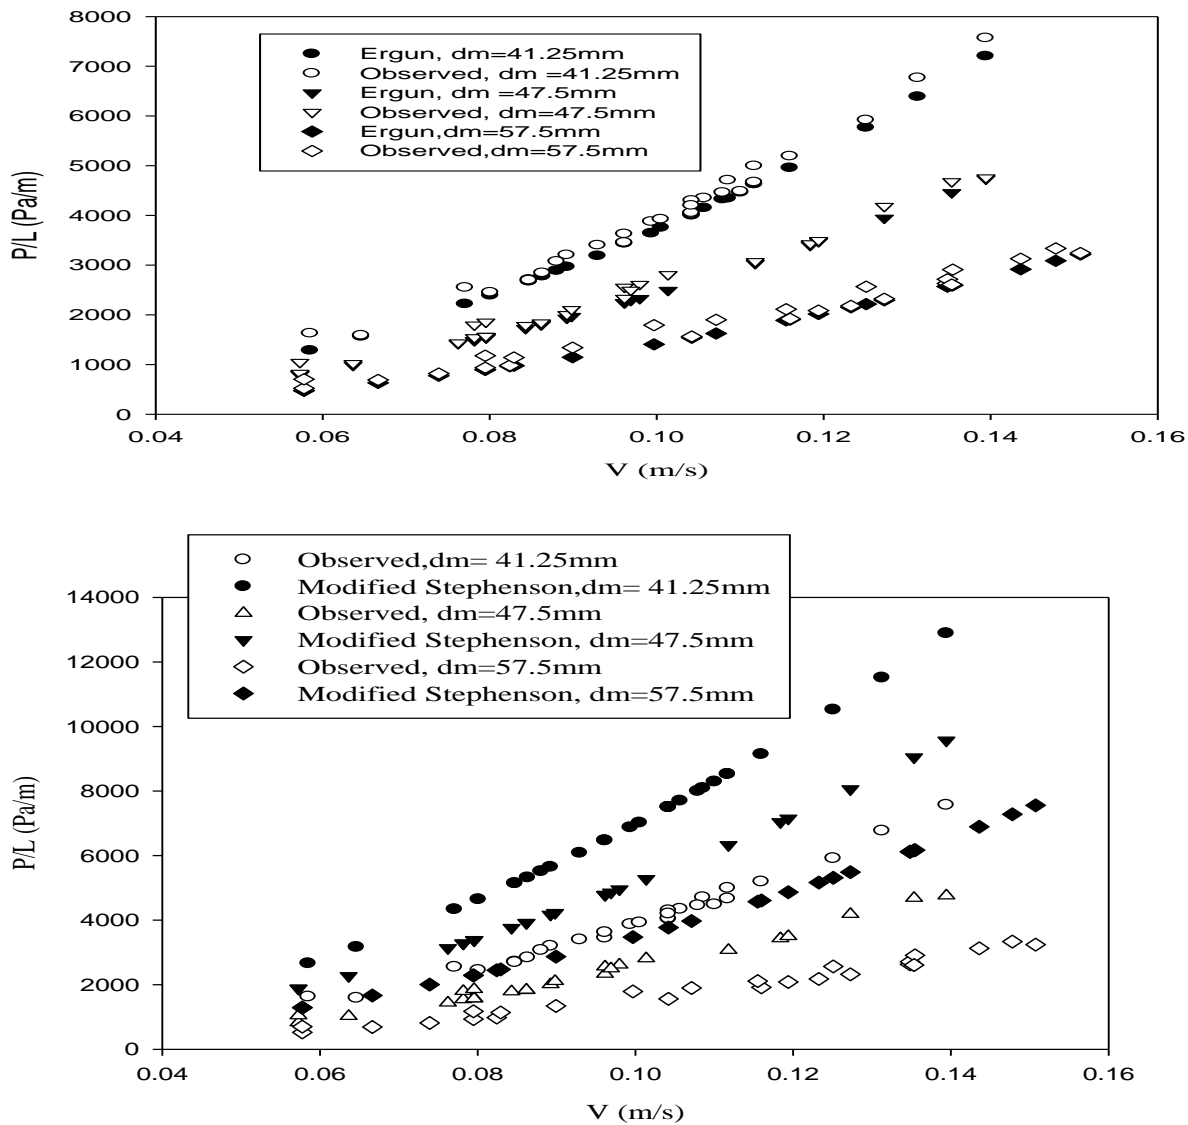 8000
7000
6000
5000
4000
3000
2000
1000
0
P/L (Pa/m)
Ergun, dm=41.25mm
Observed, dm =41.25mm
Ergun, dm =47.5mm
Observed, dm =47.5mm
Ergun,dm=57.5mm
Observed,dm=57.5mm
0.04 0.06 0.08 0.10 0.12 0.14 0.16
V (m/s)
Observed,dm= 41.25mm
Modified Stephenson,dm= 41.25mm
Observed, dm=47.5mm
Modified Stephenson, dm=47.5mm
Observed, dm=57.5mm
Modified Stephenson, dm=57.5mm
14000
12000
10000
8000
6000
4000
2000
0
P/L (Pa/m)
0.04 0.06 0.08 0.10 0.12 0.14 0.16
V (m/s)